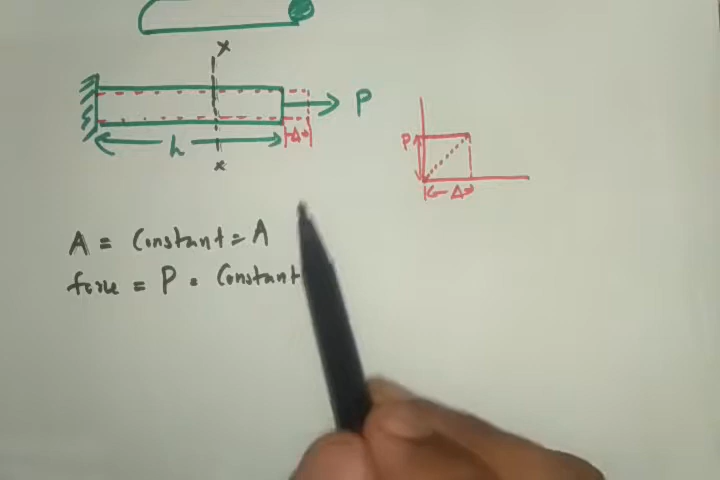 x
P
Δ
L
x
P
Δ
A = Constant = A
force = P = Constant